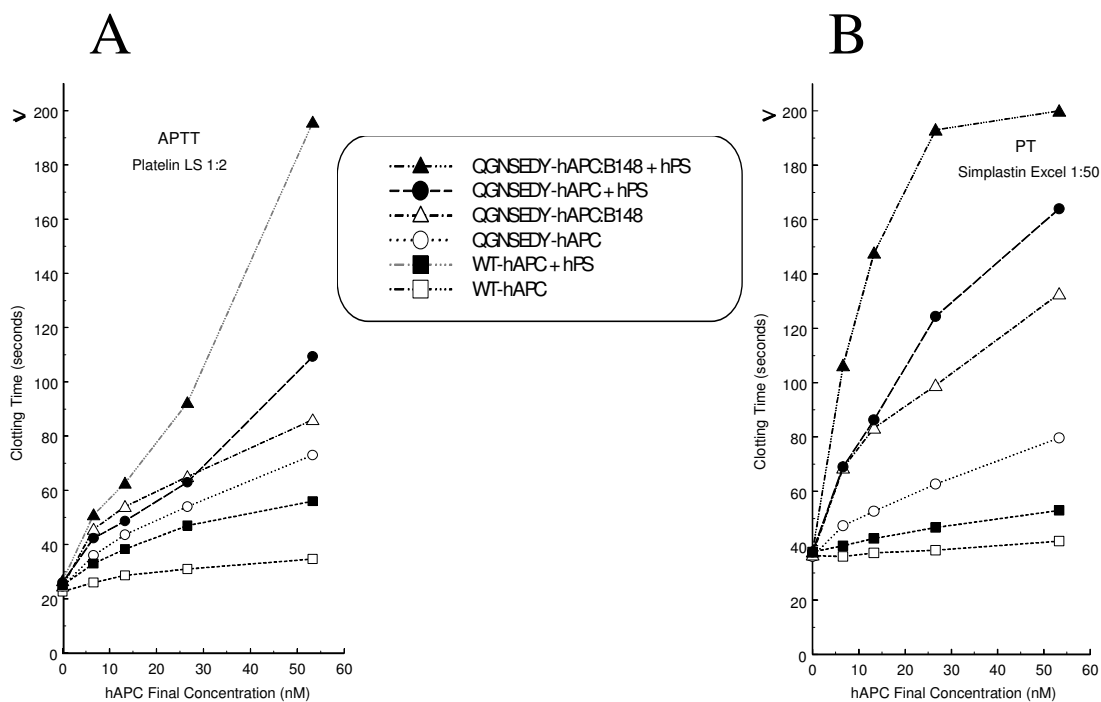 A
B
>
200
180
160
140
120
100
80
60
40
20
0
Clotting Time (seconds)
APTT
Platelin LS 1:2
0 10 20 30 40 50 60
hAPC Final Concentration (nM)
QGNSEDY-hAPC:B148 + hPS
QGNSEDY-hAPC + hPS
QGNSEDY-hAPC:B148
QGNSEDY-hAPC
WT-hAPC + hPS
WT-hAPC
>
200
180
160
140
120
100
80
60
40
20
0
Clotting Time (seconds)
PT
Simplastin Excel 1:50
0 10 20 30 40 50 60
hAPC Final Concentration (nM)